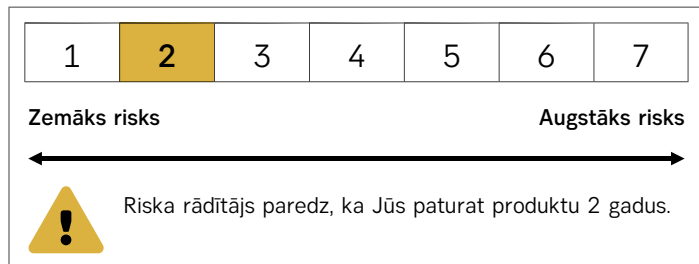 1 2 3 4 5 6 7
Zemāks risks Augstāks risks
Riska rādītājs paredz, ka Jūs paturat produktu 2 gadus.